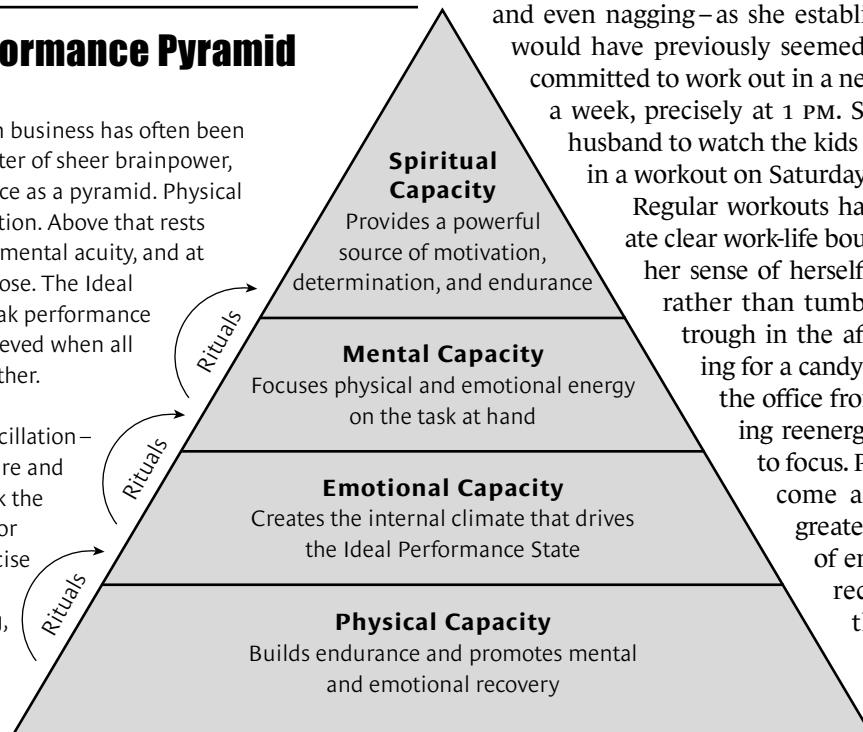 ormance Pyramid
n business has often been
ter of sheer brainpower,
ce as a pyramid. Physical
tion. Above that rests
mental acuity, and at
ose. The Ideal
ak performance
eved when all
ther.
cillation–
re and
k the
or
cise
,
Spiritual
Capacity
Provides a powerful
source of motivation,
determination, and endurance
Rituals
Mental Capacity
Focuses physical and emotional energy
on the task at hand
Rituals
Emotional Capacity
Creates the internal climate that drives
the Ideal Performance State
Rituals
Physical Capacity
Builds endurance and promotes mental
and emotional recovery
and even nagging–as she establi
would have previously seemed
committed to work out in a ne
a week, precisely at 1 PM. S
husband to watch the kids
in a workout on Saturday
Regular workouts ha
ate clear work-life bou
her sense of herself
rather than tumb
trough in the af
ing for a candy
the office fro
ing reenerg
to focus. P
come a
greate
of en
rec
t